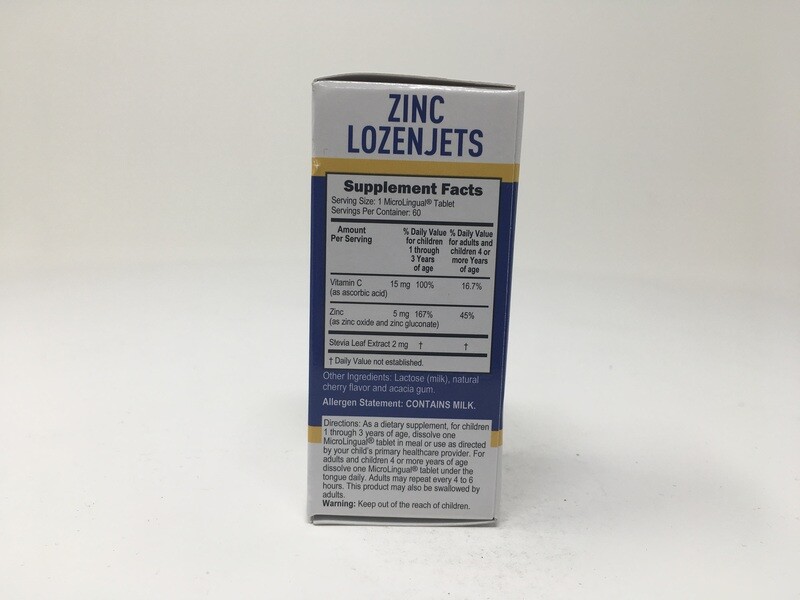 ZINC
LOZENJETS
Supplement Facts
Serving Size: 1 MicroLingual® Tablet
Servings Per Container: 60
Amount Per Serving
% Daily Value for children 1 through 3 Years of age
% Daily Value for adults and children 4 or more Years of age
Vitamin C 15 mg 100% 16.7%
(as ascorbic acid)
Zinc 5 mg 167% 45%
(as zinc oxide and zinc gluconate)
Stevia Leaf Extract 2 mg † †
† Daily Value not established.
Other Ingredients: Lactose (milk), natural
cherry flavor and acacia gum.
Allergen Statement: CONTAINS MILK.
Directions: As a dietary supplement, for children
1 through 3 years of age, dissolve one
MicroLingual® tablet in meal or use as directed
by your child's primary healthcare provider. For
adults and children 4 or more years of age
dissolve one MicroLingual® tablet under the
tongue daily. Adults may repeat every 4 to 6
hours. This product may also be swallowed by
adults.
Warning: Keep out of the reach of children.